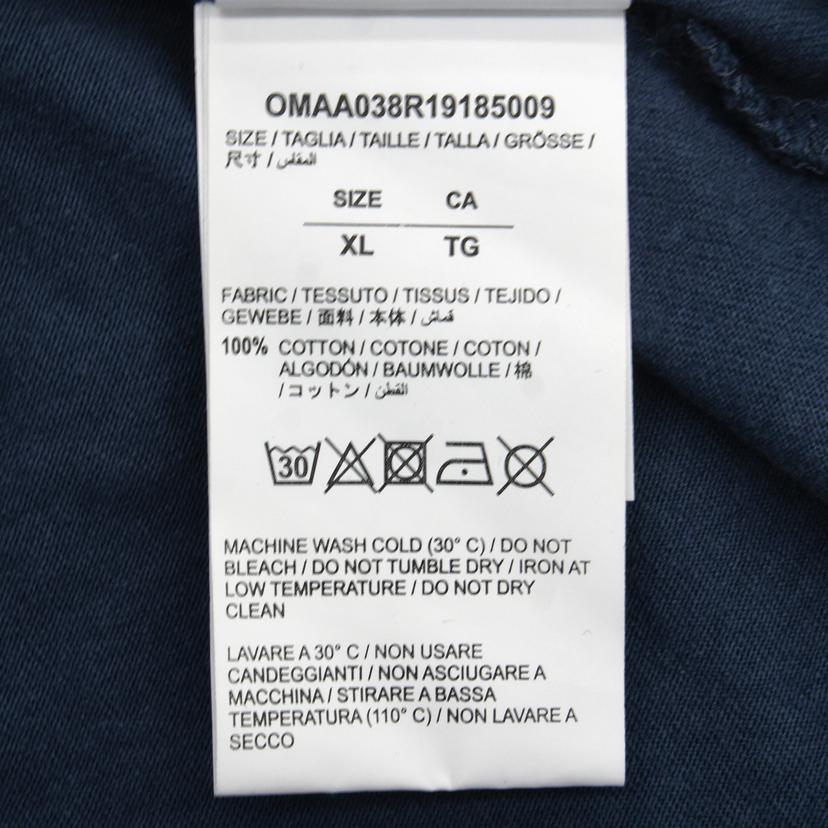 OMAA038R19185009
SIZE / TAGLIA / TAILLE / TALLA / GRÖSSE /
尺寸 / المقاس
SIZE CA
XL TG
FABRIC / TESSUTO / TISSUS / TEJIDO /
GEWEBE / 面料 / 本体 / قماش
100% COTTON / COTONE / COTON /
ALGODÓN / BAUMWOLLE / 棉
/ コットン / القطن
30
MACHINE WASH COLD (30° C) / DO NOT
BLEACH / DO NOT TUMBLE DRY / IRON AT
LOW TEMPERATURE / DO NOT DRY
CLEAN
LAVARE A 30° C / NON USARE
CANDEGGIANTI / NON ASCIUGARE A
MACCHINA / STIRARE A BASSA
TEMPERATURA (110° C) / NON LAVARE A
SECCO